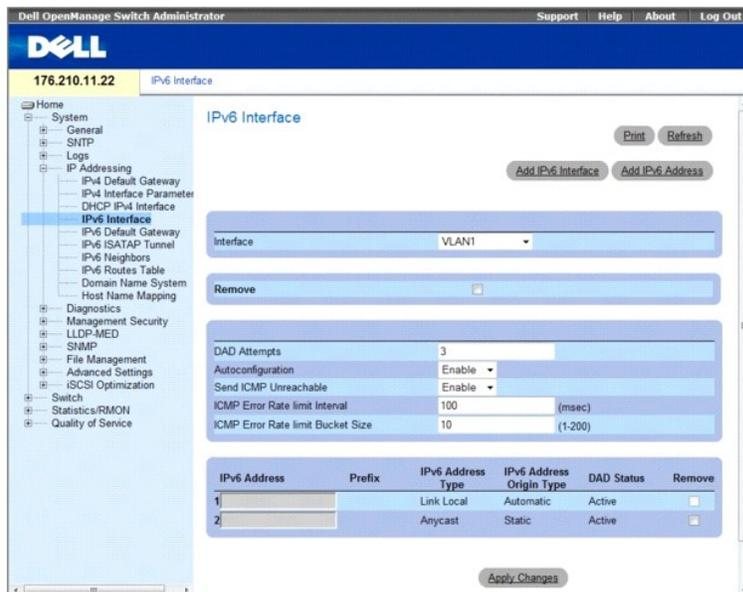 Dell OpenManage Switch Administrator Support Help About Log Out
DELL
176.210.11.22 IPv6 Interface
Home
System
General
SNTP
Logs
IP Addressing
IPv4 Default Gateway
IPv4 Interface Parameter
DHCP IPv4 Interface
IPv6 Interface
IPv6 Default Gateway
IPv6 ISATAP Tunnel
IPv6 Neighbors
IPv6 Routes Table
Domain Name System
Host Name Mapping
Diagnostics
Management Security
LLDP-MED
SNMP
File Management
Advanced Settings
iSCSI Optimization
Switch
Statistics/RMON
Quality of Service
IPv6 Interface
Print Refresh
Add IPv6 Interface Add IPv6 Address
Interface VLAN1
Remove
DAD Attempts 3
Autoconfiguration Enable
Send ICMP Unreachable Enable
ICMP Error Rate limit Interval 100 (msec)
ICMP Error Rate limit Bucket Size 10 (1-200)
IPv6 Address Prefix IPv6 Address Type IPv6 Address Origin Type DAD Status Remove
1 Link Local Automatic Active
2 Anycast Static Active
Apply Changes